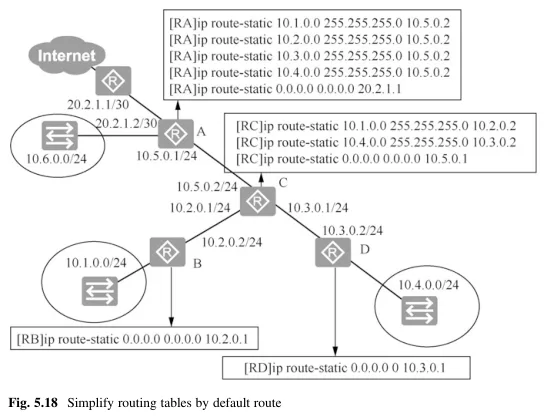 [RA]ip route-static 10.1.0.0 255.255.255.0 10.5.0.2
[RA]ip route-static 10.2.0.0 255.255.255.0 10.5.0.2
[RA]ip route-static 10.3.0.0 255.255.255.0 10.5.0.2
[RA]ip route-static 10.4.0.0 255.255.255.0 10.5.0.2
[RA]ip route-static 0.0.0.0 0.0.0.0 20.2.1.1
Internet
R
20.2.1.1/30
20.2.1.2/30
R
A
10.6.0.0/24
10.5.0.1/24
[RC]ip route-static 10.1.0.0 255.255.255.0 10.2.0.2
[RC]ip route-static 10.4.0.0 255.255.255.0 10.3.0.2
[RC]ip route-static 0.0.0.0 0.0.0.0 10.5.0.1
10.5.0.2/24
C
10.2.0.1/24
R
10.3.0.1/24
10.3.0.2/24
10.2.0.2/24
R
D
R
B
10.1.0.0/24
10.4.0.0/24
[RB]ip route-static 0.0.0.0 0.0.0.0 10.2.0.1
[RD]ip route-static 0.0.0.0 0 10.3.0.1
Fig. 5.18 Simplify routing tables by default route